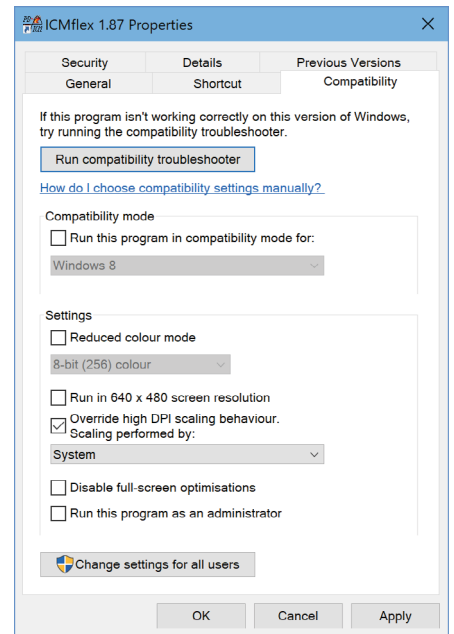 ICMflex 1.87 Properties
Security Details Previous Versions
General Shortcut Compatibility
If this program isn't working correctly on this version of Windows,
try running the compatibility troubleshooter.
Run compatibility troubleshooter
How do I choose compatibility settings manually?
Compatibility mode
Run this program in compatibility mode for:
Windows 8
Settings
Reduced colour mode
8-bit (256) colour
Run in 640 x 480 screen resolution
Override high DPI scaling behaviour.
Scaling performed by:
System
Disable full-screen optimisations
Run this program as an administrator
Change settings for all users
OK Cancel Apply